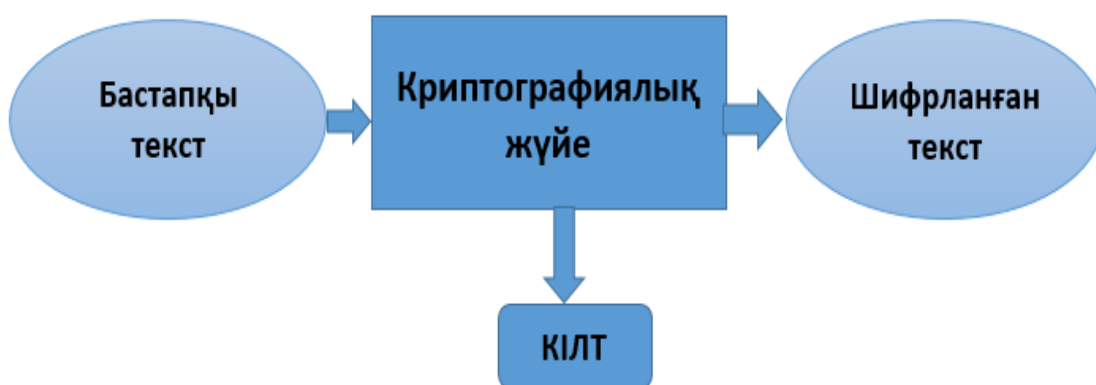 Бастапқы
текст
Криптографиялық
жүйе
Шифрланған
текст
КІЛТ